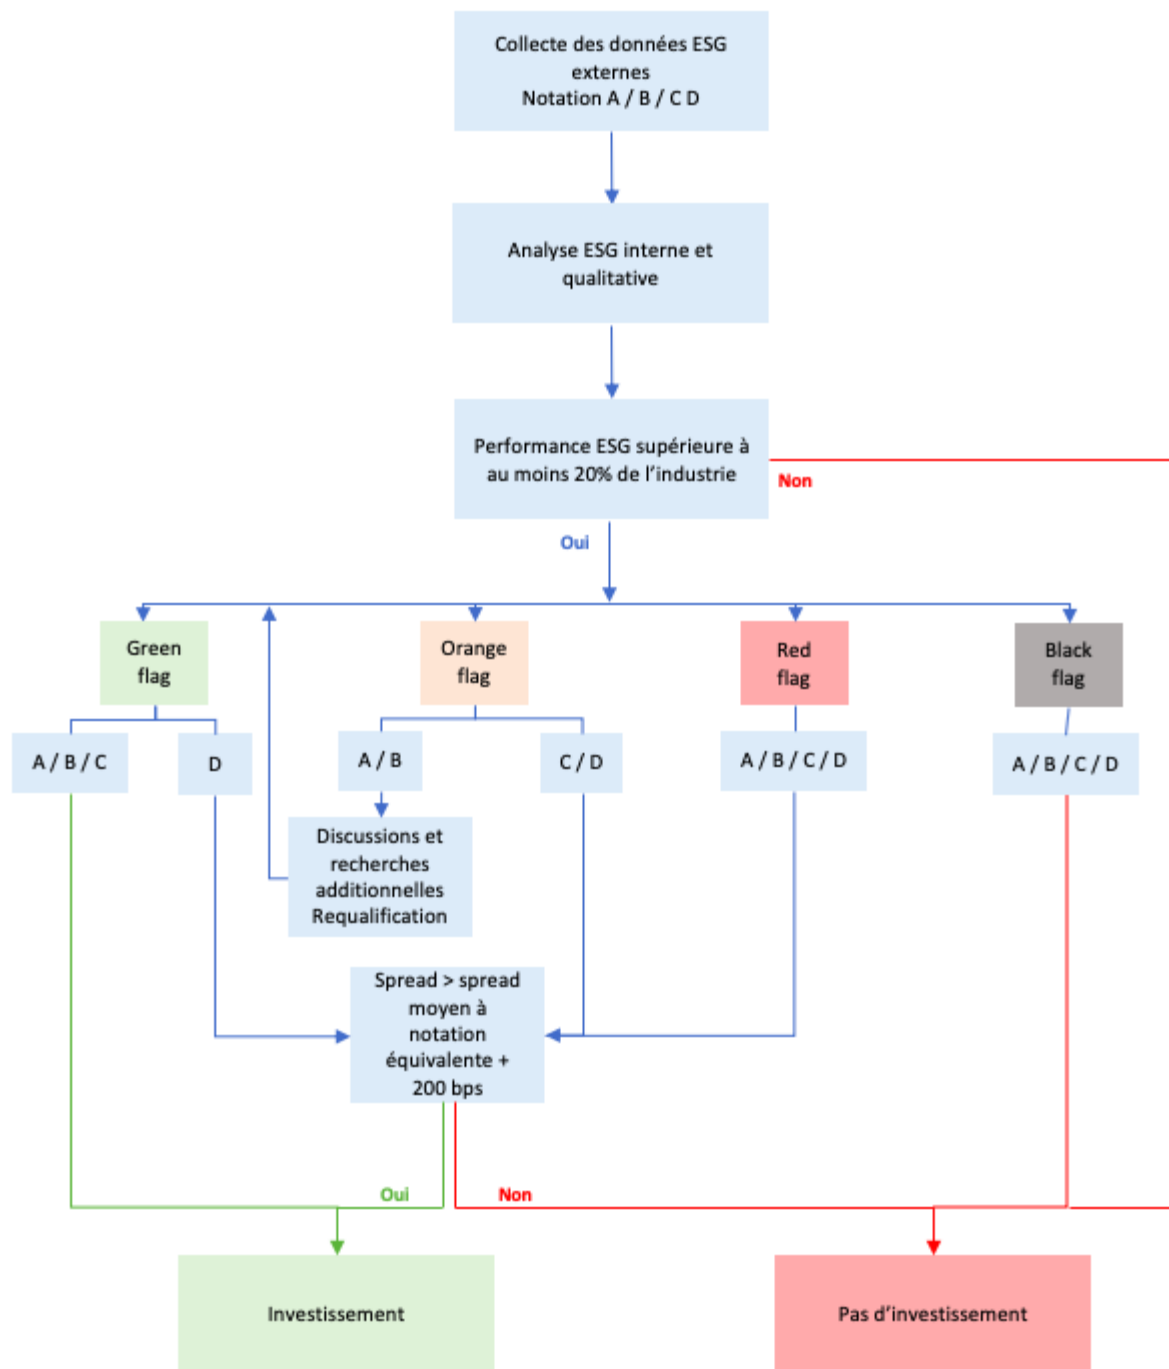 Collecte des données ESG
externes
Notation A / B / C D
Analyse ESG interne et
qualitative
Performance ESG supérieure à
au moins 20% de l'industrie
Non
Oui
Green
flag
Orange
flag
Red
flag
Black
flag
A / B / C
D
A / B
C / D
A / B / C / D
A / B / C / D
Discussions et
recherches
additionnelles
Requalification
Spread > spread
moyen à
notation
équivalente +
200 bps
Oui
Non
Investissement
Pas d'investissement